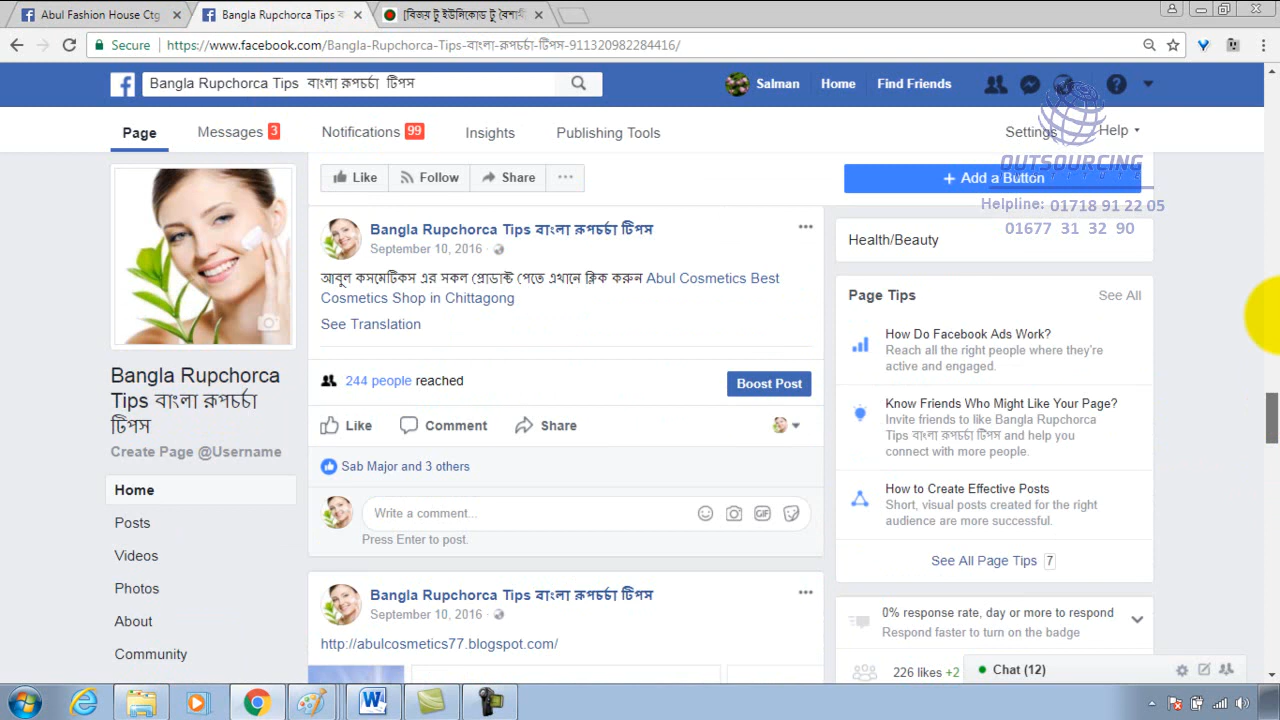 Abul Fashion House Ctg
Bangla Rupchorca Tips ব
[বিজয় টু ইউনিকোড টু বৈশাখী
Secure https://www.facebook.com/Bangla-Rupchorca-Tips-বাংলা-রূপচর্চা-টিপস-911320982284416/
Bangla Rupchorca Tips বাংলা রূপচর্চা টিপস
Salman Home Find Friends
Page Messages 3 Notifications 99 Insights Publishing Tools Settings Help
OUTSOURCING
Helpline: 01718 91 22 05
01677 31 32 90
Like Follow Share
+ Add a Button
Bangla Rupchorca Tips বাংলা রূপচর্চা টিপস
Create Page @Username
Home
Posts
Videos
Photos
About
Community
Bangla Rupchorca Tips বাংলা রূপচর্চা টিপস
September 10, 2016
আবুল কসমেটিকস এর সকল প্রোডাক্ট পেতে এখানে ক্লিক করুন Abul Cosmetics Best
Cosmetics Shop in Chittagong
See Translation
244 people reached
Boost Post
Like Comment Share
Sab Major and 3 others
Write a comment...
GIF
Press Enter to post.
Bangla Rupchorca Tips বাংলা রূপচর্চা টিপস
September 10, 2016
http://abulcosmetics77.blogspot.com/
Health/Beauty
Page Tips See All
How Do Facebook Ads Work?
Reach all the right people where they're
active and engaged.
Know Friends Who Might Like Your Page?
Invite friends to like Bangla Rupchorca
Tips বাংলা রূপচর্চা টিপস and help you
connect with more people.
How to Create Effective Posts
Short, visual posts created for the right
audience are more successful.
See All Page Tips 7
0% response rate, day or more to respond
Respond faster to turn on the badge
226 likes +2
Chat (12)